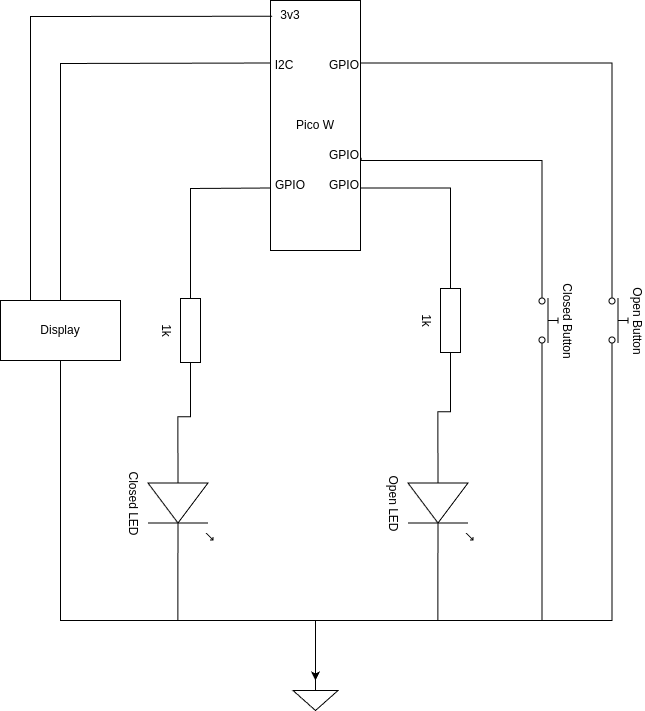 3v3
I2C
GPIO
Pico W
GPIO
GPIO
GPIO
Display
1k
1k
Closed Button
Open Button
Closed LED
Open LED